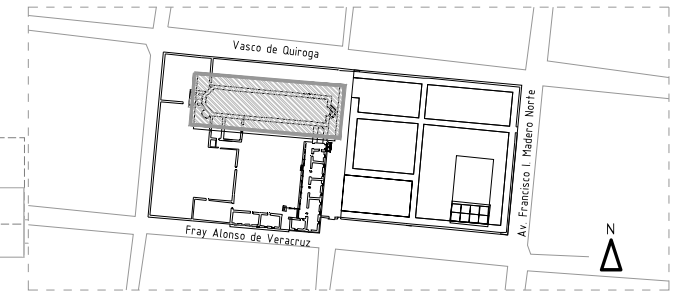 Vasco de Quiroga
Av. Francisco I. Madero Norte
Fray Alonso de Veracruz
N